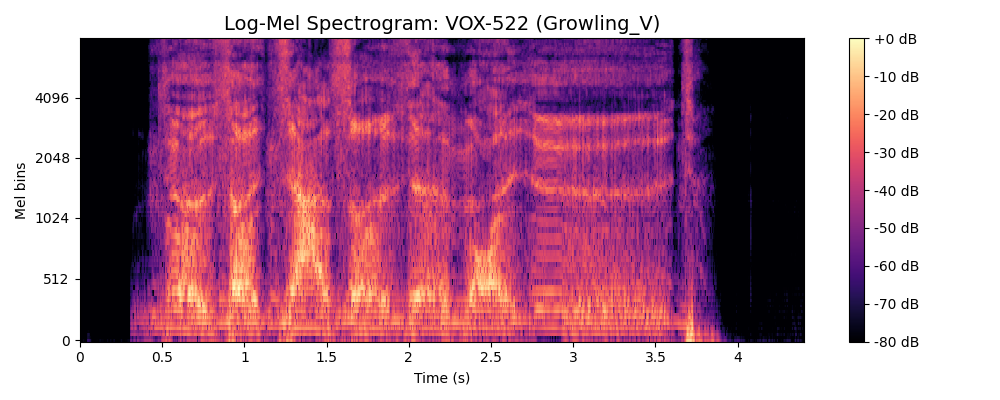 Log-Mel Spectrogram: VOX-522 (Growling_V)
Mel bins
4096
2048
1024
512
0
0 0.5 1 1.5 2 2.5 3 3.5 4
Time (s)
+0 dB
-10 dB
-20 dB
-30 dB
-40 dB
-50 dB
-60 dB
-70 dB
-80 dB